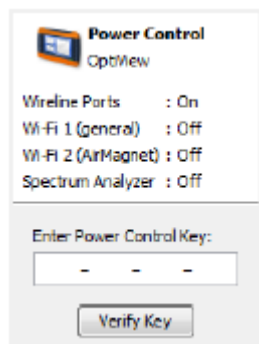 Power Control
OptiView
Wireline Ports : On
Wi-Fi 1 (general) : Off
Wi-Fi 2 (AirMagnet) : Off
Spectrum Analyzer : Off
Enter Power Control Key:
- - -
Verify Key